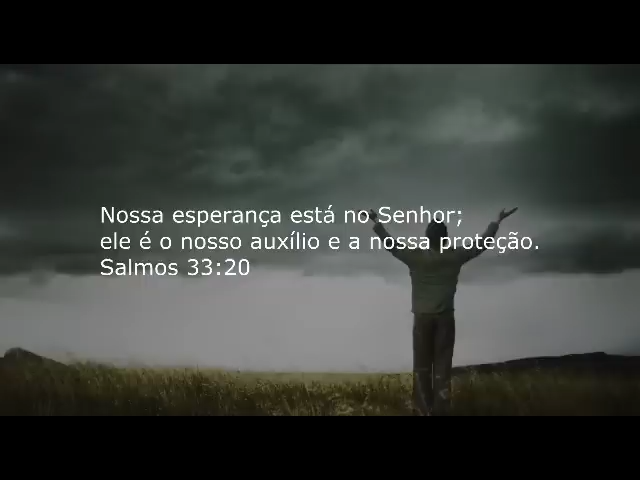 Nossa esperança está no Senhor;
ele é o nosso auxílio e a nossa proteção.
Salmos 33:20